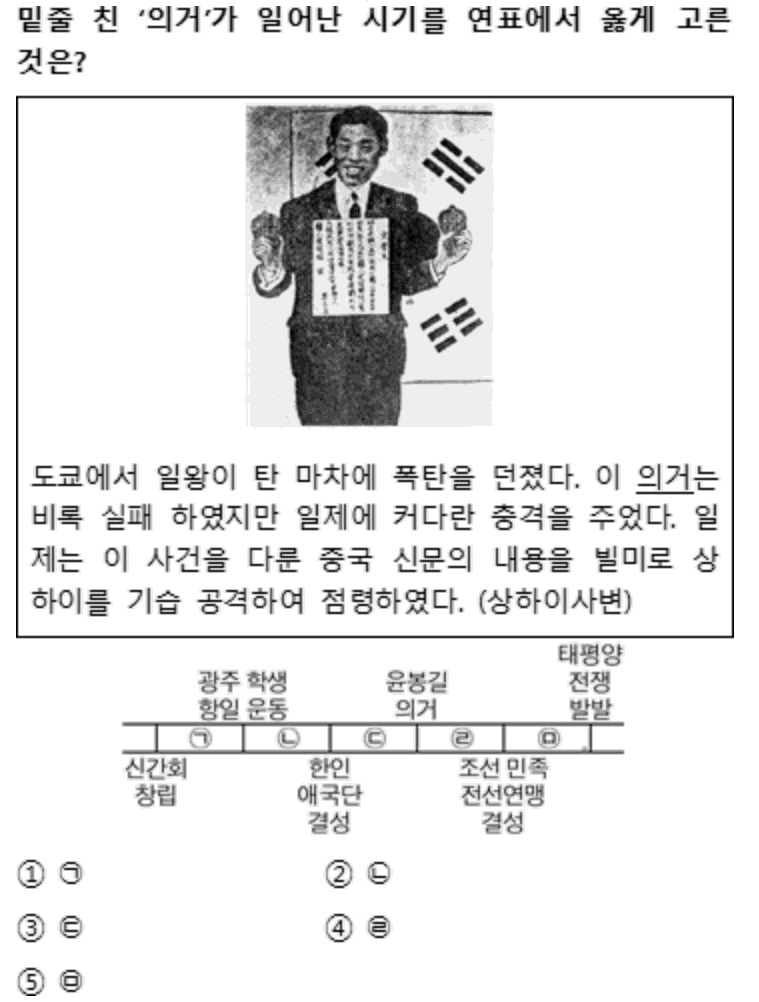 밑줄 친 ‘의거’가 일어난 시기를 연표에서 옳게 고른
것은?
도쿄에서 일왕이 탄 마차에 폭탄을 던졌다. 이 의거는
비록 실패 하였지만 일제에 커다란 충격을 주었다. 일
제는 이 사건을 다룬 중국 신문의 내용을 빌미로 상
하이를 기습 공격하여 점령하였다. (상하이사변)
광주 학생
항일 운동
윤봉길
의거
태평양
전쟁
발발
㉠ ㉡ ㉢ ㉣ ㉤
신간회
창립
한인
애국단
결성
조선 민족
전선연맹
결성
① ㉠ ② ㉡
③ ㉢ ④ ㉣
⑤ ㉤